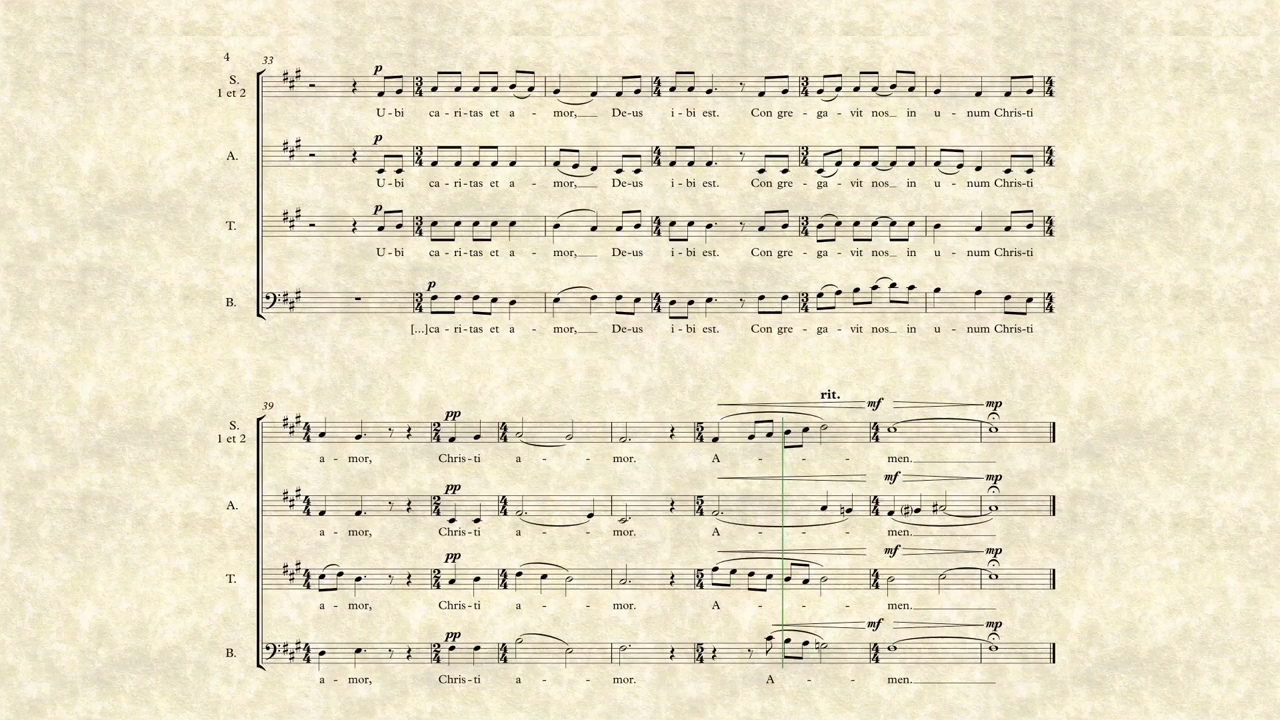 4
33
p
S.
1 et 2
U - bi ca - ri - tas et a - mor, De-us i - bi est. Con gre - ga - vit nos in u - num Chris-ti
p
A.
U - bi ca - ri - tas et a - mor, De-us i - bi est. Con gre - ga - vit nos in u - num Chris-ti
p
T.
U - bi ca - ri - tas et a - mor, De-us i - bi est. Con gre - ga - vit nos in u - num Chris-ti
p
B.
[...]ca - ri - tas et a - mor, De-us i - bi est. Con gre - ga - vit nos in u - num Chris-ti
39
rit.
pp mf mp
S.
1 et 2
a - mor, Chris-ti a - - mor. A - - - men.
pp mf mp
A.
a - mor, Chris-ti a - - mor. A - - - men.
pp mf mp
T.
a - mor, Chris-ti a - - mor. A - - - men.
pp mf mp
B.
a - mor, Chris-ti a - - mor. A - - men.